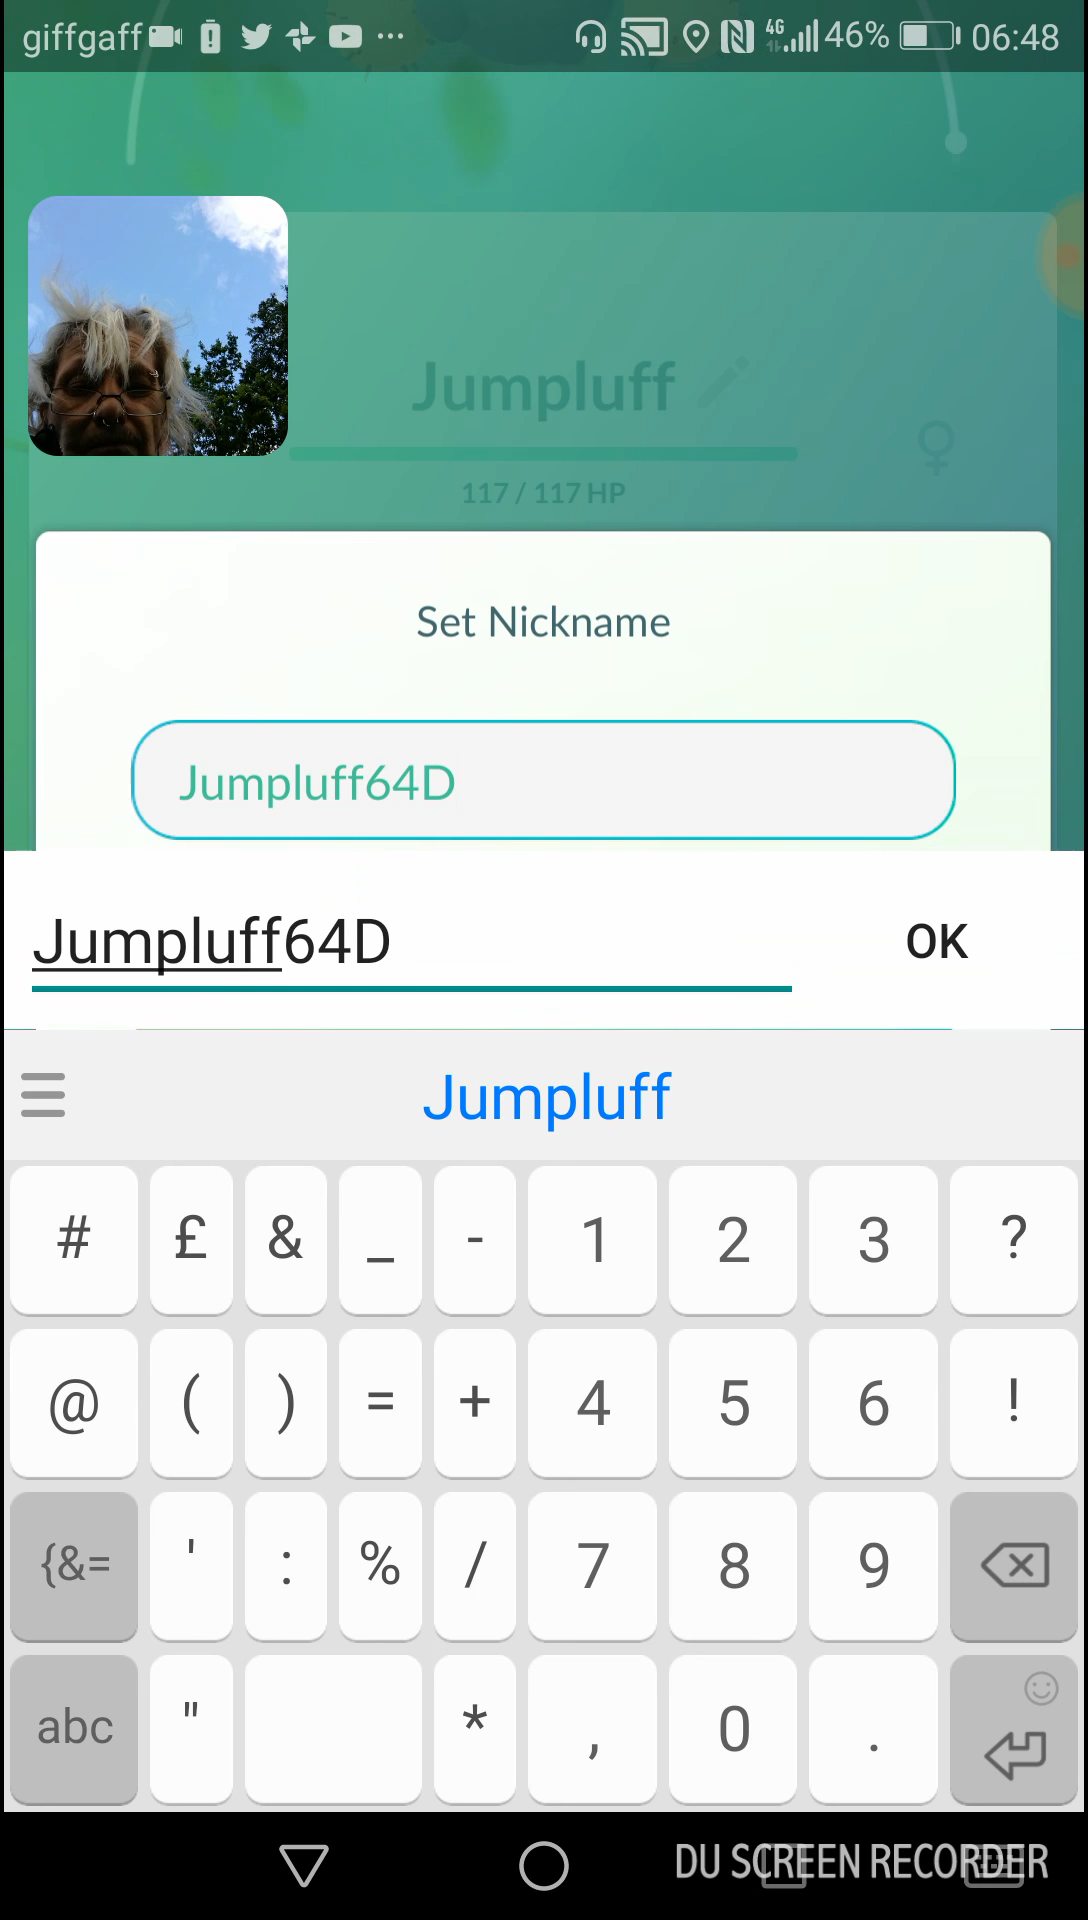 giffgaff 4G 46% 06:48
Jumpluff
117 / 117 HP
Set Nickname
Jumpluff64D
Jumpluff64D OK
Jumpluff
# £ & _ - 1 2 3 ?
@ ( ) = + 4 5 6 !
{&= ' : % / 7 8 9
abc " * , 0 .
DU SCREEN RECORDER